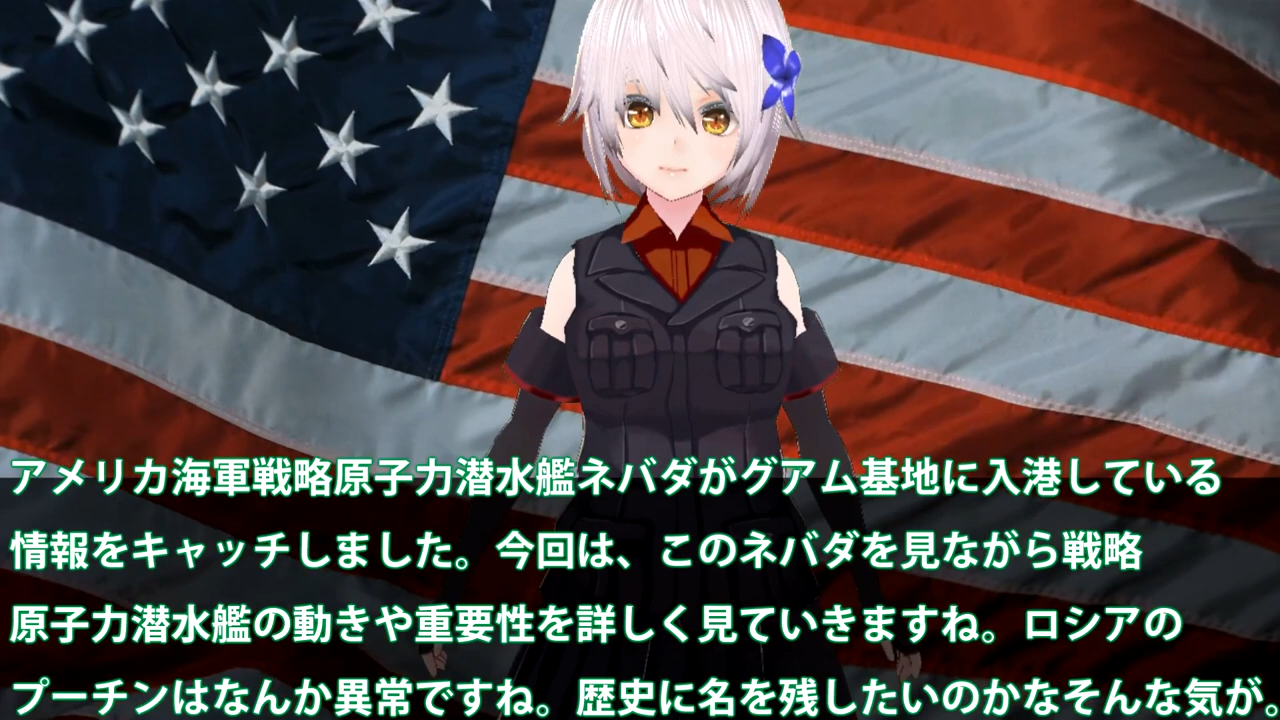 アメリカ海軍戦略原子力潜水艦ネバダがグアム基地に入港している
情報をキャッチしました。今回は、このネバダを見ながら戦略
原子力潜水艦の動きや重要性を詳しく見ていきますね。ロシアの
プーチンはなんか異常ですね。歴史に名を残したいのかなそんな気が。